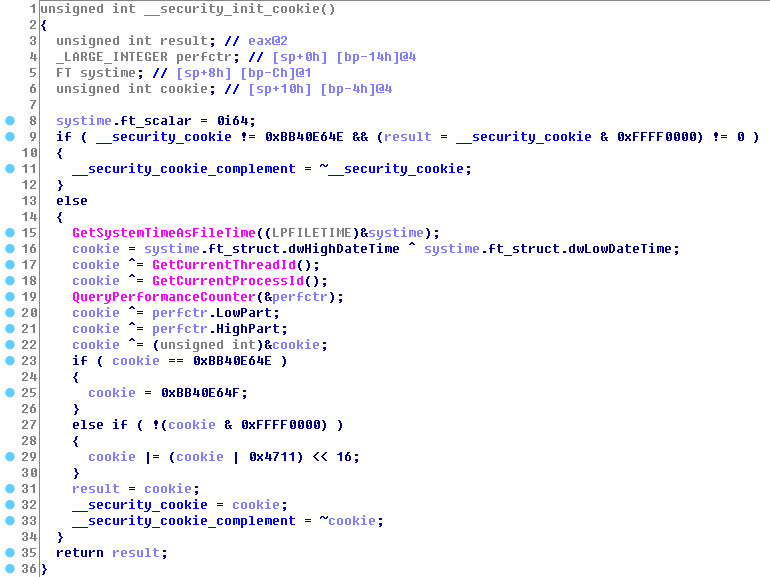 1 unsigned int __security_init_cookie()
2 {
3   unsigned int result; // eax@2
4   _LARGE_INTEGER perfctr; // [sp+0h] [bp-14h]@4
5   FT systime; // [sp+8h] [bp-Ch]@1
6   unsigned int cookie; // [sp+10h] [bp-4h]@4
7
8   systime.ft_scalar = 0i64;
9   if ( __security_cookie != 0xBB40E64E && (result = __security_cookie & 0xFFFF0000) != 0 )
10   {
11     __security_cookie_complement = ~__security_cookie;
12   }
13   else
14   {
15     GetSystemTimeAsFileTime((LPFILETIME)&systime);
16     cookie = systime.ft_struct.dwHighDateTime ^ systime.ft_struct.dwLowDateTime;
17     cookie ^= GetCurrentThreadId();
18     cookie ^= GetCurrentProcessId();
19     QueryPerformanceCounter(&perfctr);
20     cookie ^= perfctr.LowPart;
21     cookie ^= perfctr.HighPart;
22     cookie ^= (unsigned int)&cookie;
23     if ( cookie == 0xBB40E64E )
24     {
25       cookie = 0xBB40E64F;
26     }
27     else if ( !(cookie & 0xFFFF0000) )
28     {
29       cookie |= (cookie | 0x4711) << 16;
30     }
31     result = cookie;
32     __security_cookie = cookie;
33     __security_cookie_complement = ~cookie;
34   }
35   return result;
36 }